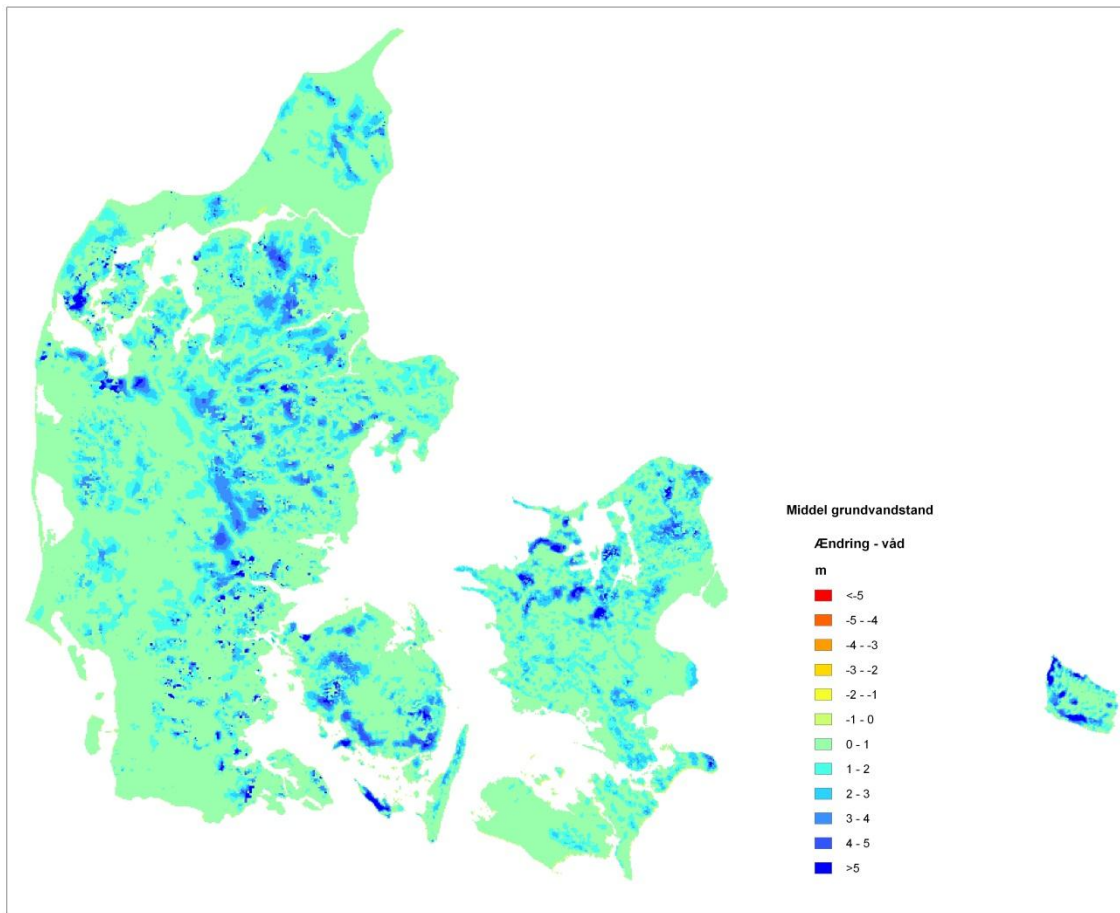 Middel grundvandstand
Ændring - våd
m
<-5
-5 - -4
-4 - -3
-3 - -2
-2 - -1
-1 - 0
0 - 1
1 - 2
2 - 3
3 - 4
4 - 5
>5